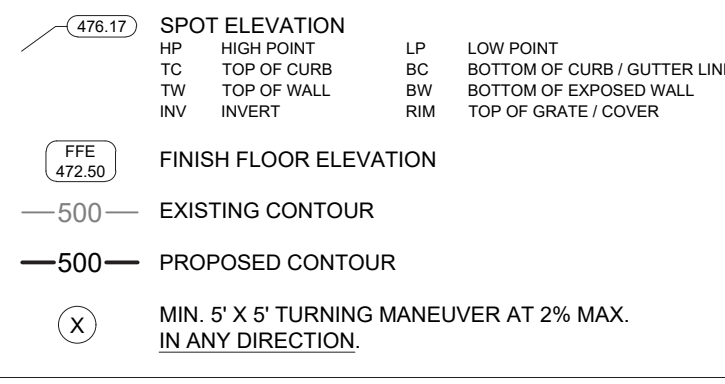 476.17 SPOT ELEVATION
HP HIGH POINT LP LOW POINT
TC TOP OF CURB BC BOTTOM OF CURB / GUTTER LIN
TW TOP OF WALL BW BOTTOM OF EXPOSED WALL
INV INVERT RIM TOP OF GRATE / COVER
FFE
472.50 FINISH FLOOR ELEVATION
500 EXISTING CONTOUR
500 PROPOSED CONTOUR
X MIN. 5' X 5' TURNING MANEUVER AT 2% MAX.
IN ANY DIRECTION.